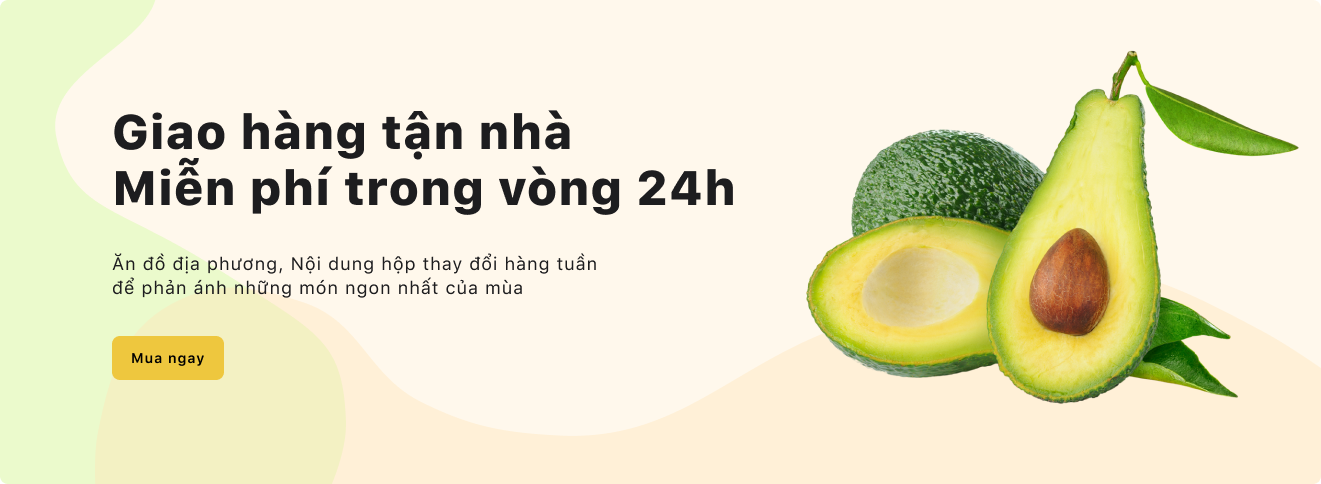 Giao hàng tận nhà
Miễn phí trong vòng 24h
Ăn đồ địa phương, Nội dung hộp thay đổi hàng tuần
để phản ánh những món ngon nhất của mùa
Mua ngay